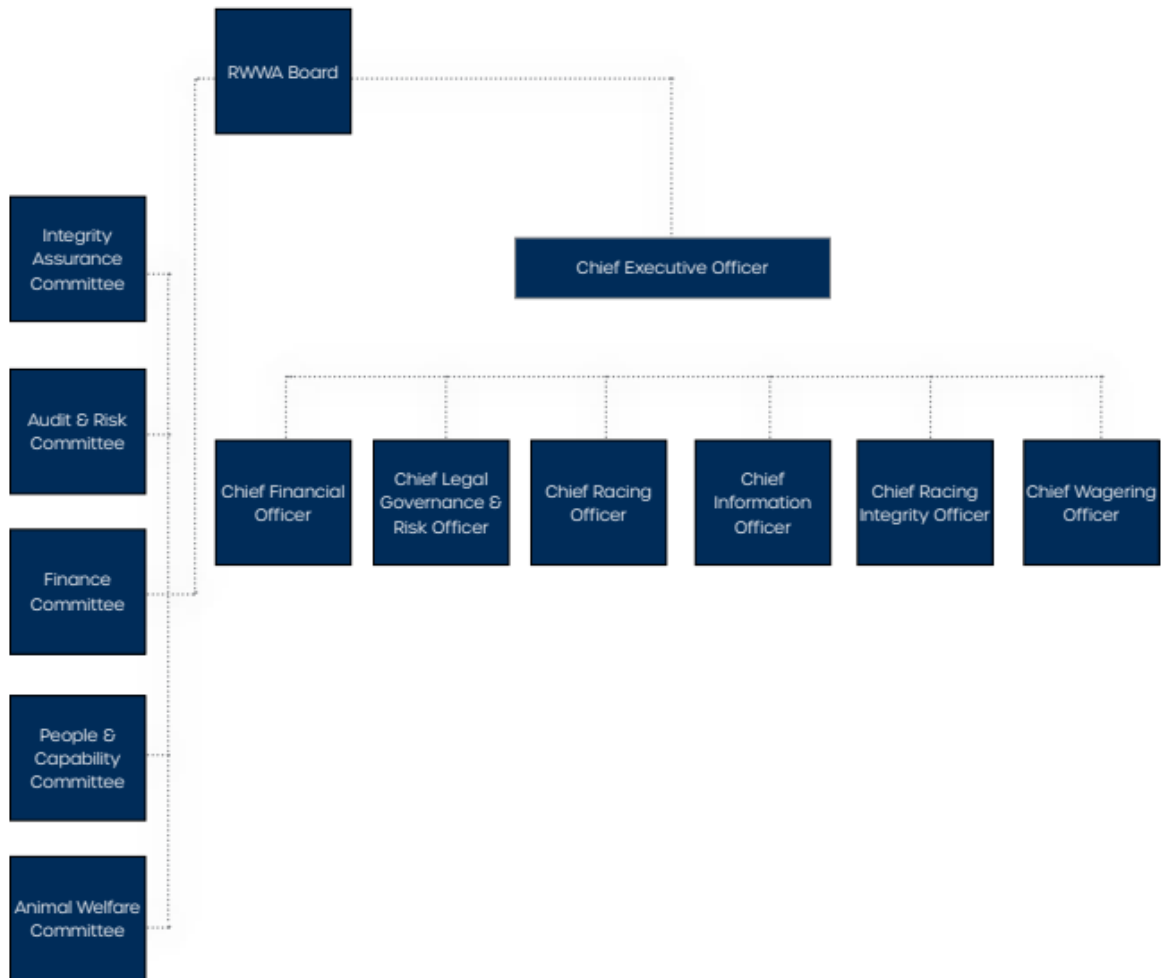 RWWA Board
Integrity
Assurance
Committee
Chief Executive Officer
Audit & Risk
Committee
Chief Financial
Officer
Chief Legal
Governance &
Risk Officer
Chief Racing
Officer
Chief
Information
Officer
Chief Racing
Integrity Officer
Chief Wagering
Officer
Finance
Committee
People &
Capability
Committee
Animal Welfare
Committee